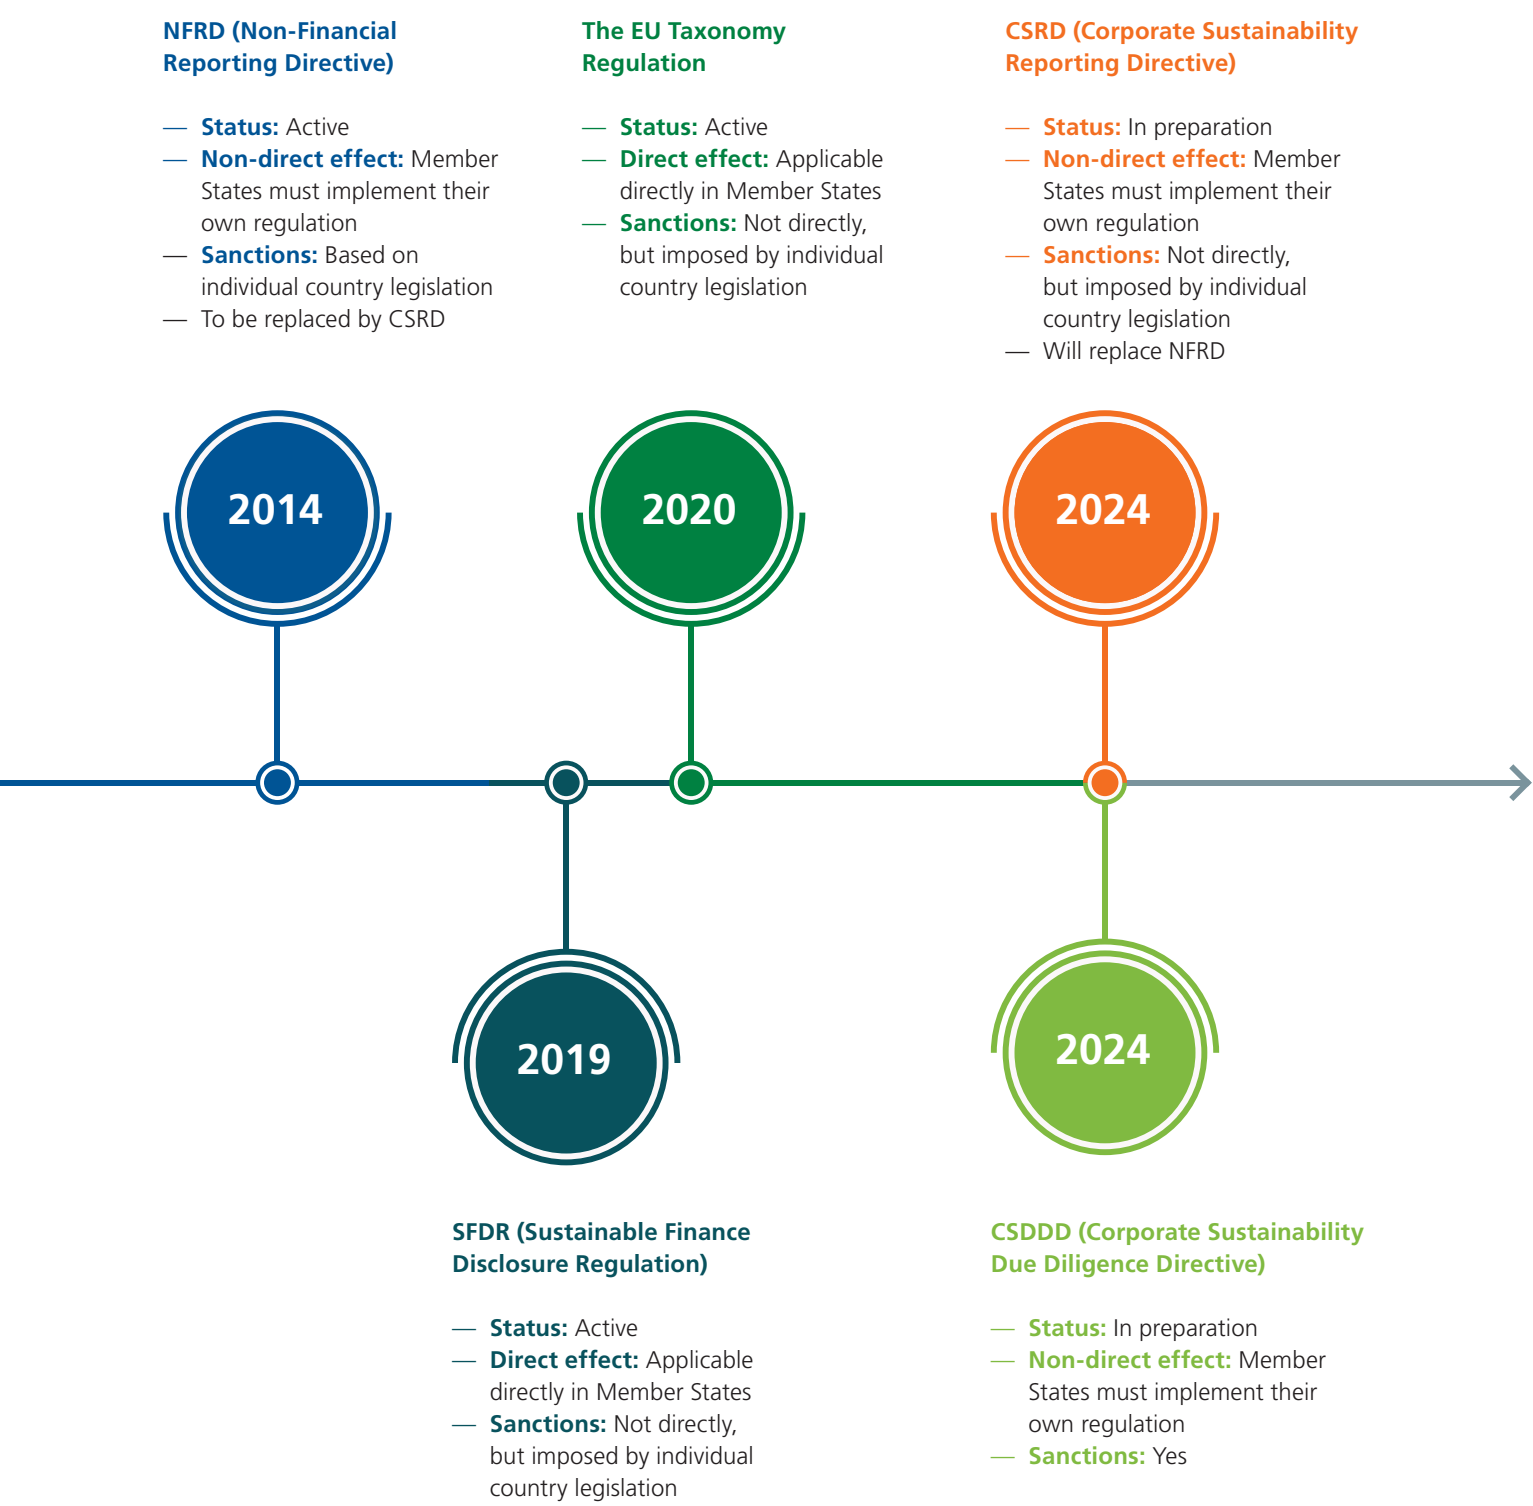 NFRD (Non-Financial
Reporting Directive)
— Status: Active
— Non-direct effect: Member
States must implement their
own regulation
— Sanctions: Based on
individual country legislation
— To be replaced by CSRD
The EU Taxonomy
Regulation
— Status: Active
— Direct effect: Applicable
directly in Member States
— Sanctions: Not directly,
but imposed by individual
country legislation
CSRD (Corporate Sustainability
Reporting Directive)
— Status: In preparation
— Non-direct effect: Member
States must implement their
own regulation
— Sanctions: Not directly,
but imposed by individual
country legislation
— Will replace NFRD
2014
2020
2024
2019
2024
SFDR (Sustainable Finance
Disclosure Regulation)
— Status: Active
— Direct effect: Applicable
directly in Member States
— Sanctions: Not directly,
but imposed by individual
country legislation
CSDDD (Corporate Sustainability
Due Diligence Directive)
— Status: In preparation
— Non-direct effect: Member
States must implement their
own regulation
— Sanctions: Yes